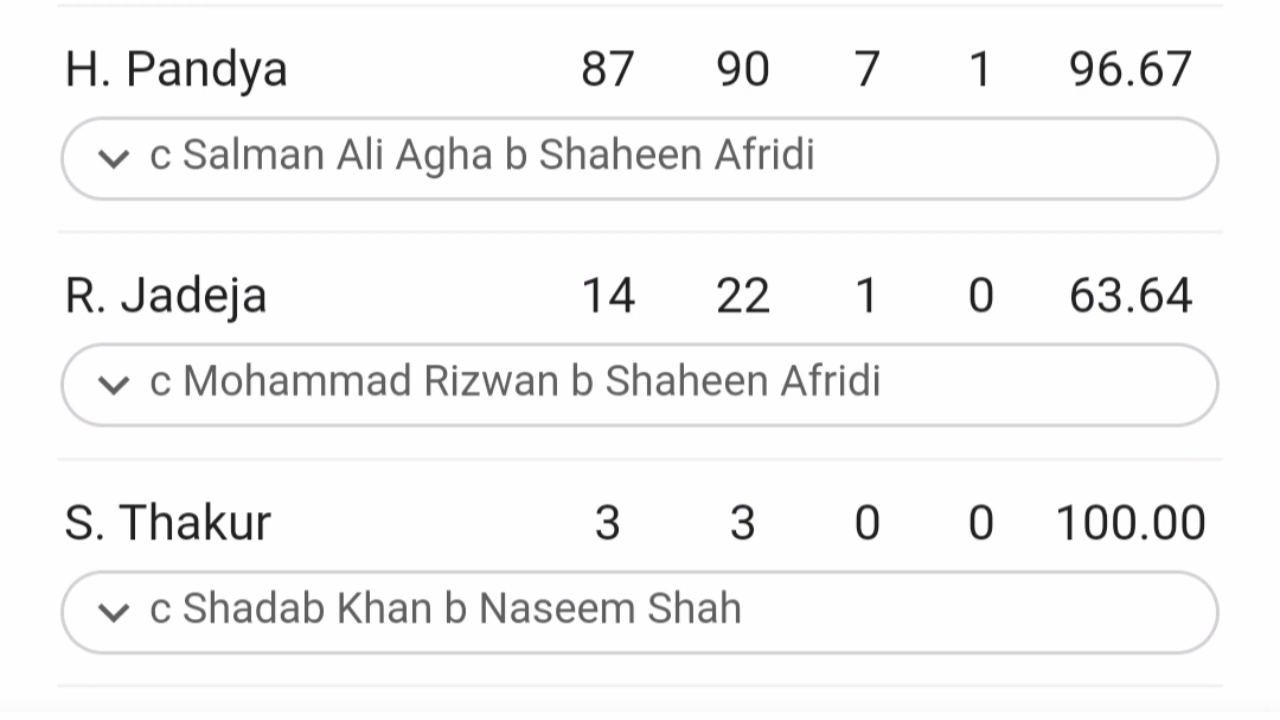 H. Pandya 87 90 7 1 96.67
c Salman Ali Agha b Shaheen Afridi
R. Jadeja 14 22 1 0 63.64
c Mohammad Rizwan b Shaheen Afridi
S. Thakur 3 3 0 0 100.00
c Shadab Khan b Naseem Shah